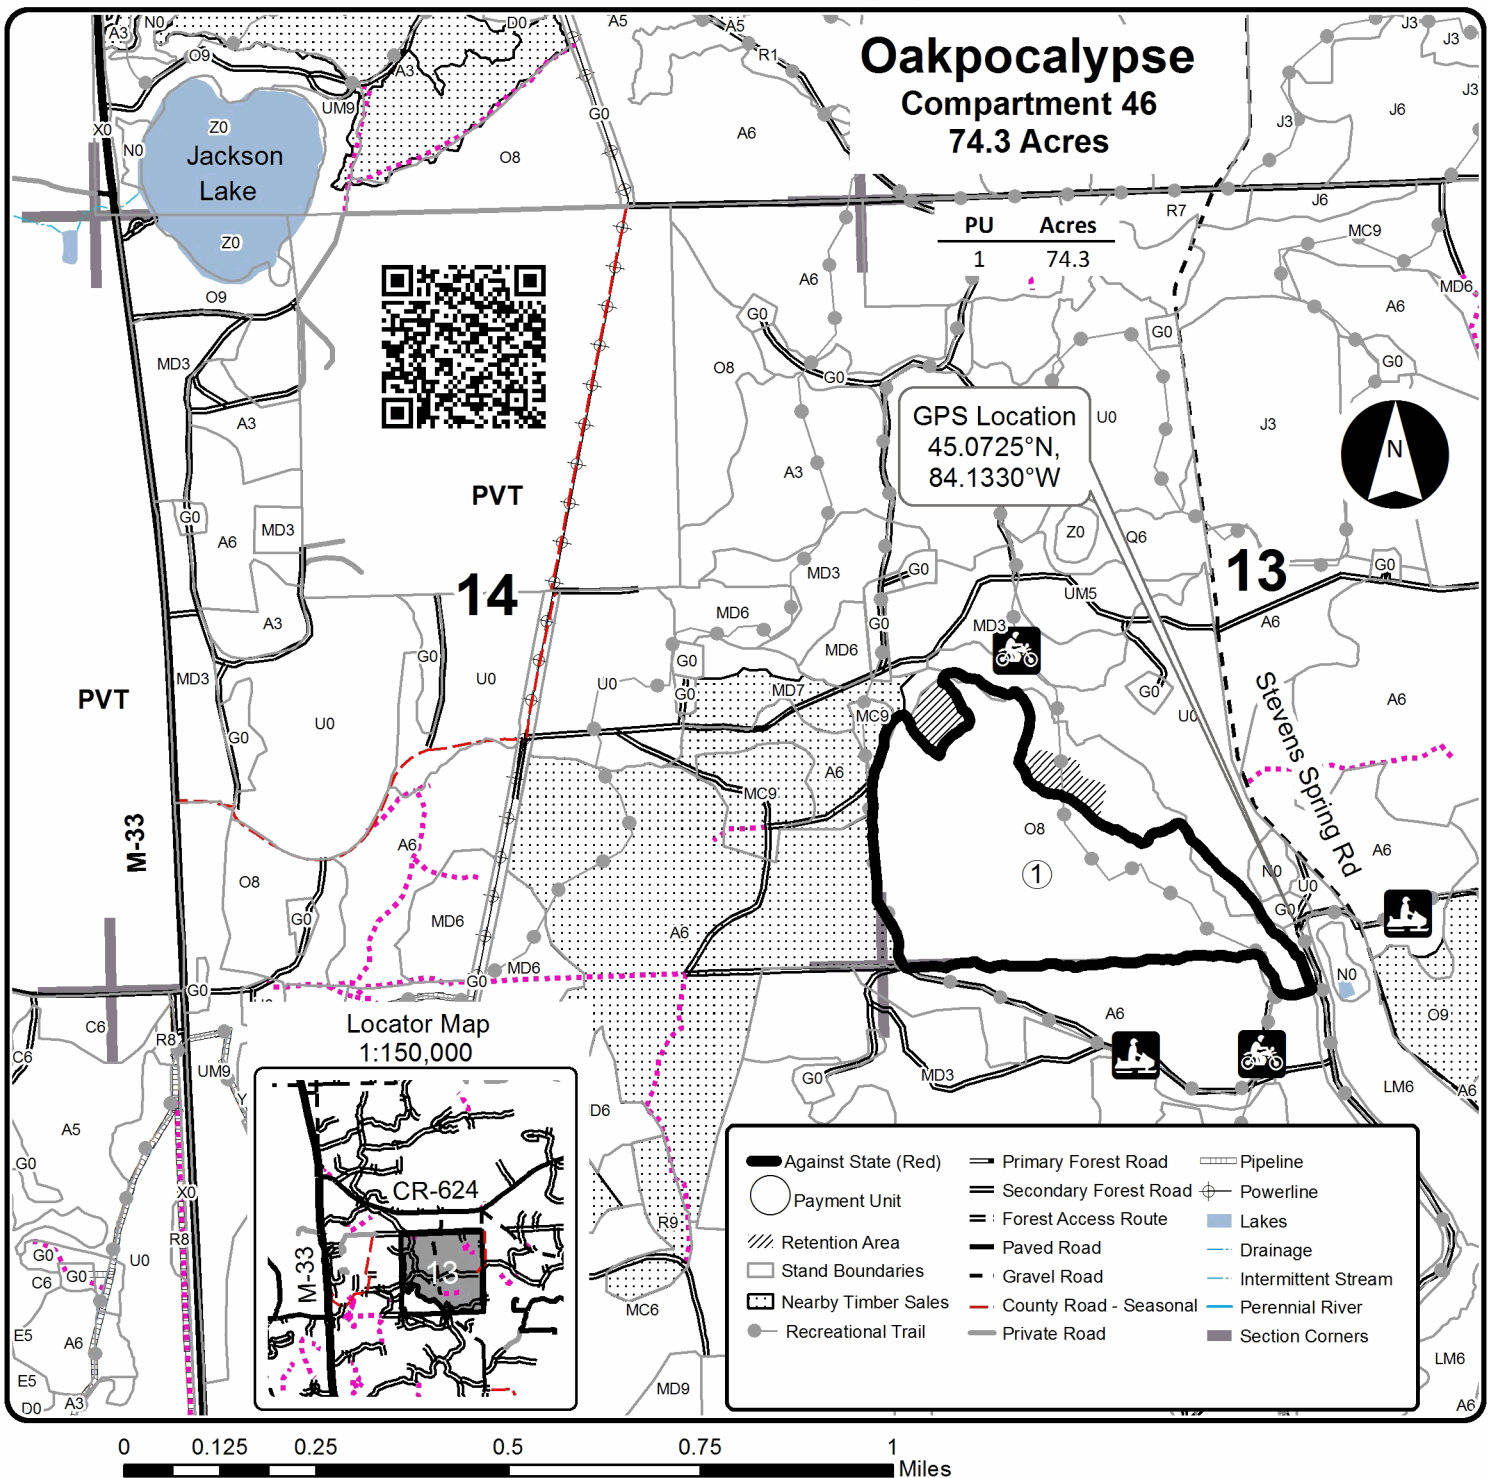 Oakpocalypse
Compartment 46
74.3 Acres
A3
N0
D0
A5
A5
J3
J3
O9
A3
R1
J3
UM9
G0
A6
J6
J3
X0
Z0
N0
Jackson
Lake
O8
Z0
R7
J6
MC9
PU Acres
1 74.3
A6
MD6
O9
G0
G0
A6
MD3
O8
G0
G0
A3
GPS Location
45.0725°N,
84.1330°W
U0
J3
N
A3
PVT
G0
MD3
A6
Z0
Q6
13
14
MD3
G0
G0
UM5
MD6
A3
G0
MD3
A6
MD6
G0
G0
MD3
U0
U0
G0
MD7
G0
PVT
A6
MC9
U0
U0
G0
Stevens Spring Rd
A6
MC9
M-33
A6
O8
A6
1
O8
N0
U0
G0
G0
MD6
A6
MD6
G0
G0
N0
C6
R8
A6
O9
Locator Map
1:150,000
C6
UM9
G0
MD3
LM6
A6
Y
D6
A5
G0
CR-624
X0
R9
M-33
13
R8
U0
G0
G0
C6
MC6
E5
A6
LM6
E5
MD9
D0
A3
A6
Against State (Red)
Payment Unit
Retention Area
Stand Boundaries
Nearby Timber Sales
Recreational Trail
Primary Forest Road
Secondary Forest Road
Forest Access Route
Paved Road
Gravel Road
County Road - Seasonal
Private Road
Pipeline
Powerline
Lakes
Drainage
Intermittent Stream
Perennial River
Section Corners
0 0.125 0.25 0.5 0.75 1
Miles